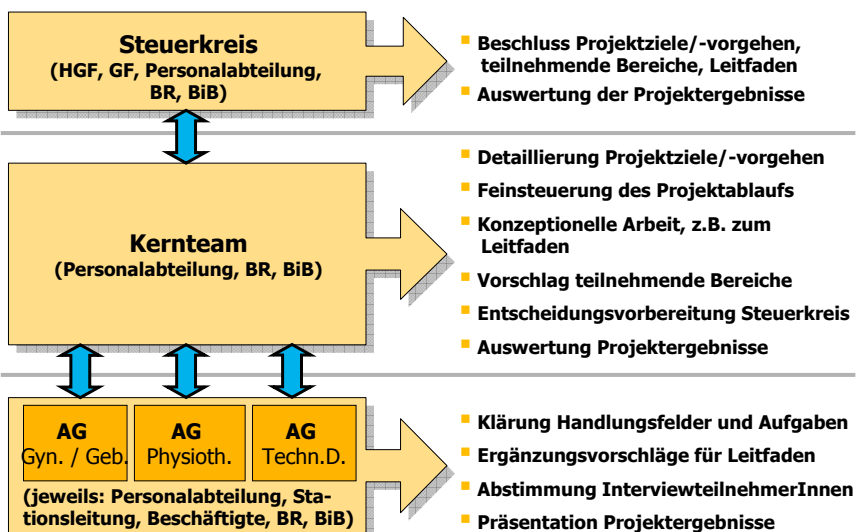 Steuerkreis
(HGF, GF, Personalabteilung,
BR, BiB)
▪ Beschluss Projektziele/-vorgehen,
teilnehmende Bereiche, Leitfaden
▪ Auswertung der Projektergebnisse
Kernteam
(Personalabteilung, BR, BiB)
▪ Detaillierung Projektziele/-vorgehen
▪ Feinsteuerung des Projektablaufs
▪ Konzeptionelle Arbeit, z.B. zum
Leitfaden
▪ Vorschlag teilnehmende Bereiche
▪ Entscheidungsvorbereitung Steuerkreis
▪ Auswertung Projektergebnisse
AG
Gyn. / Geb.
AG
Physioth.
AG
Techn.D.
(jeweils: Personalabteilung, Sta-
tionsleitung, Beschäftigte, BR, BiB)
▪ Klärung Handlungsfelder und Aufgaben
▪ Ergänzungsvorschläge für Leitfaden
▪ Abstimmung InterviewteilnehmerInnen
▪ Präsentation Projektergebnisse